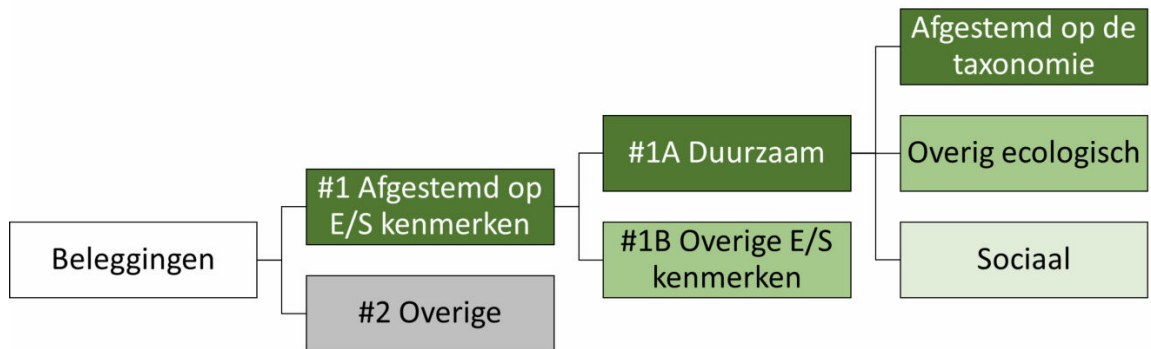 Beleggingen
#1 Afgestemd op
E/S kenmerken
#2 Overige
#1A Duurzaam
#1B Overige E/S
kenmerken
Afgestemd op de
taxonomie
Overig ecologisch
Sociaal